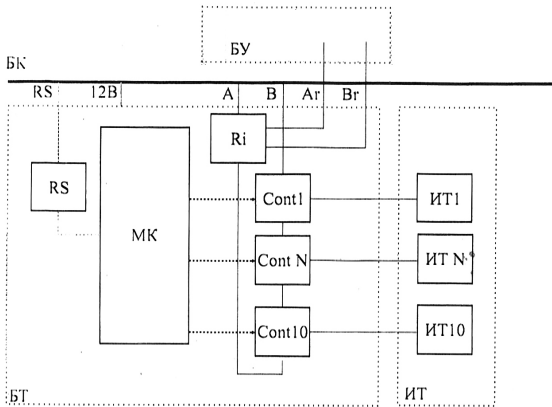 БУ
БК
RS 12В А В Ar Br
Ri
RS
МК
Cont1
ИТ1
Cont N
ИТ N
Cont10
ИТ10
БТ
ИТ